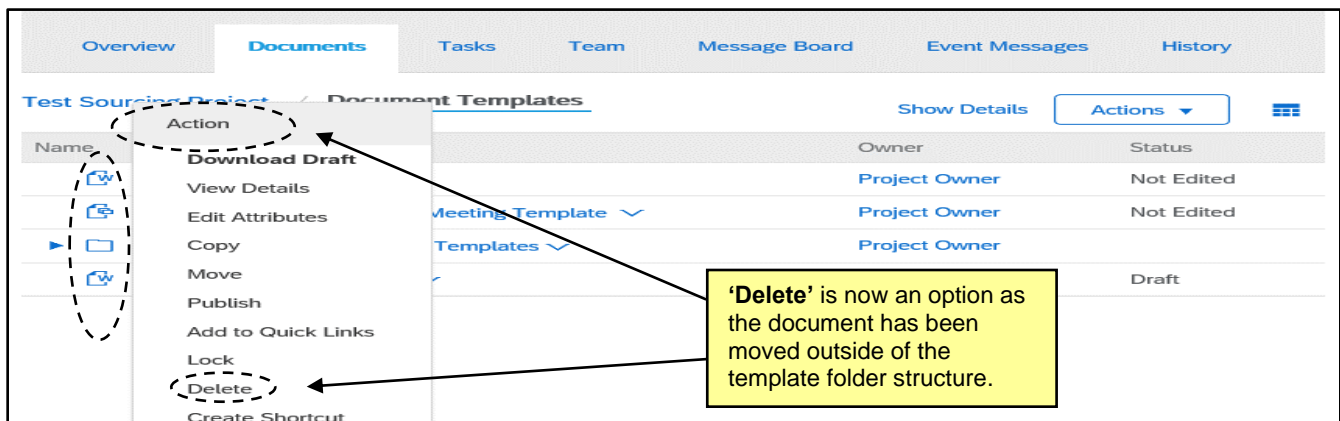 Overview Documents Tasks Team Message Board Event Messages History
Test Sourcing Project / Document Templates Show Details Actions
Action
Name Owner Status
Download Draft
Project Owner Not Edited
View Details
Edit Attributes Meeting Template Project Owner Not Edited
Copy Templates Project Owner
Move Draft
Publish
Add to Quick Links
Lock
Delete
Create Shortcut
‘Delete’ is now an option as
the document has been
moved outside of the
template folder structure.